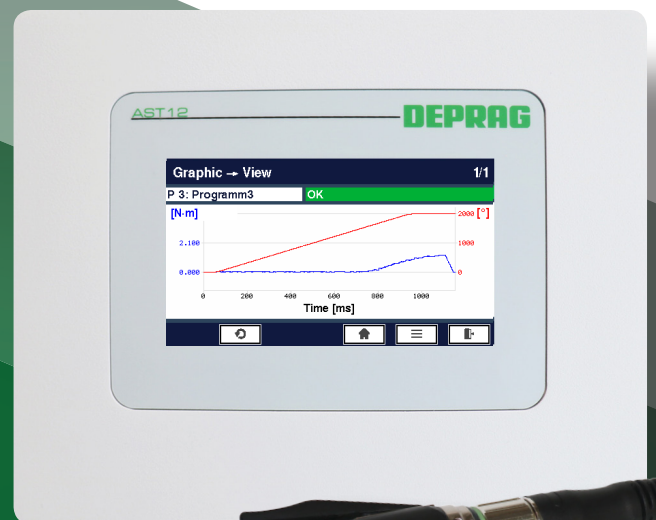 AST12
DEPRAG
Graphic → View 1/1
P 3: Programm3 OK
[N·m] 2000 [°]
2.100 1000
0.000 0
0 200 400 600 800 1000
Time [ms]